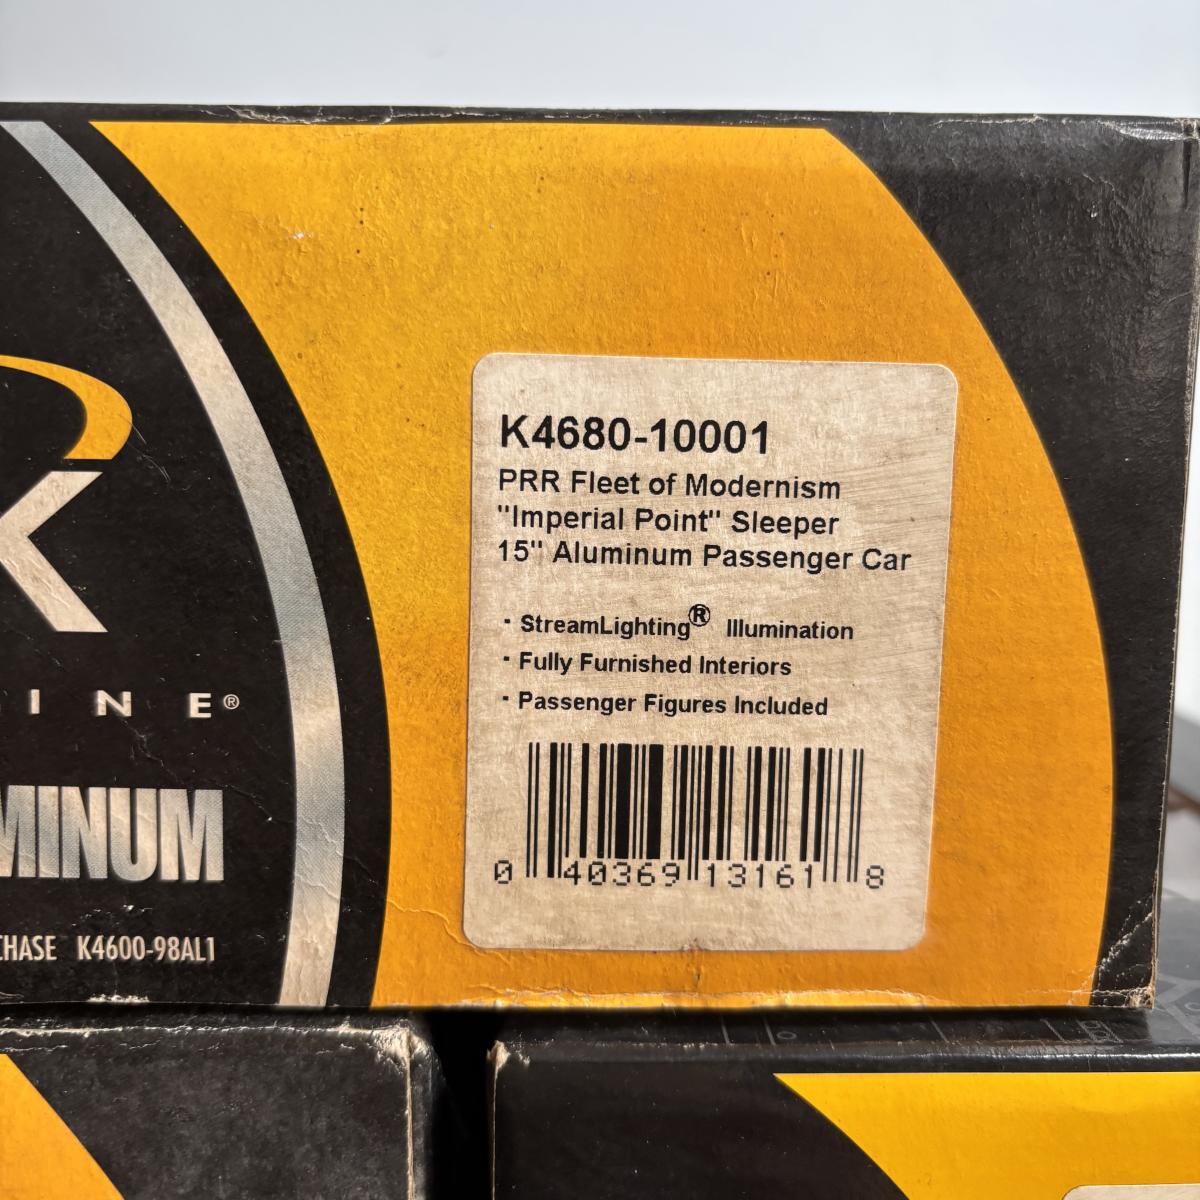 K
INE®
MINUM
CHASE K4600-98AL1
K4680-10001
PRR Fleet of Modernism
"Imperial Point" Sleeper
15" Aluminum Passenger Car
· StreamLighting® Illumination
· Fully Furnished Interiors
· Passenger Figures Included
0 40369 13161 8